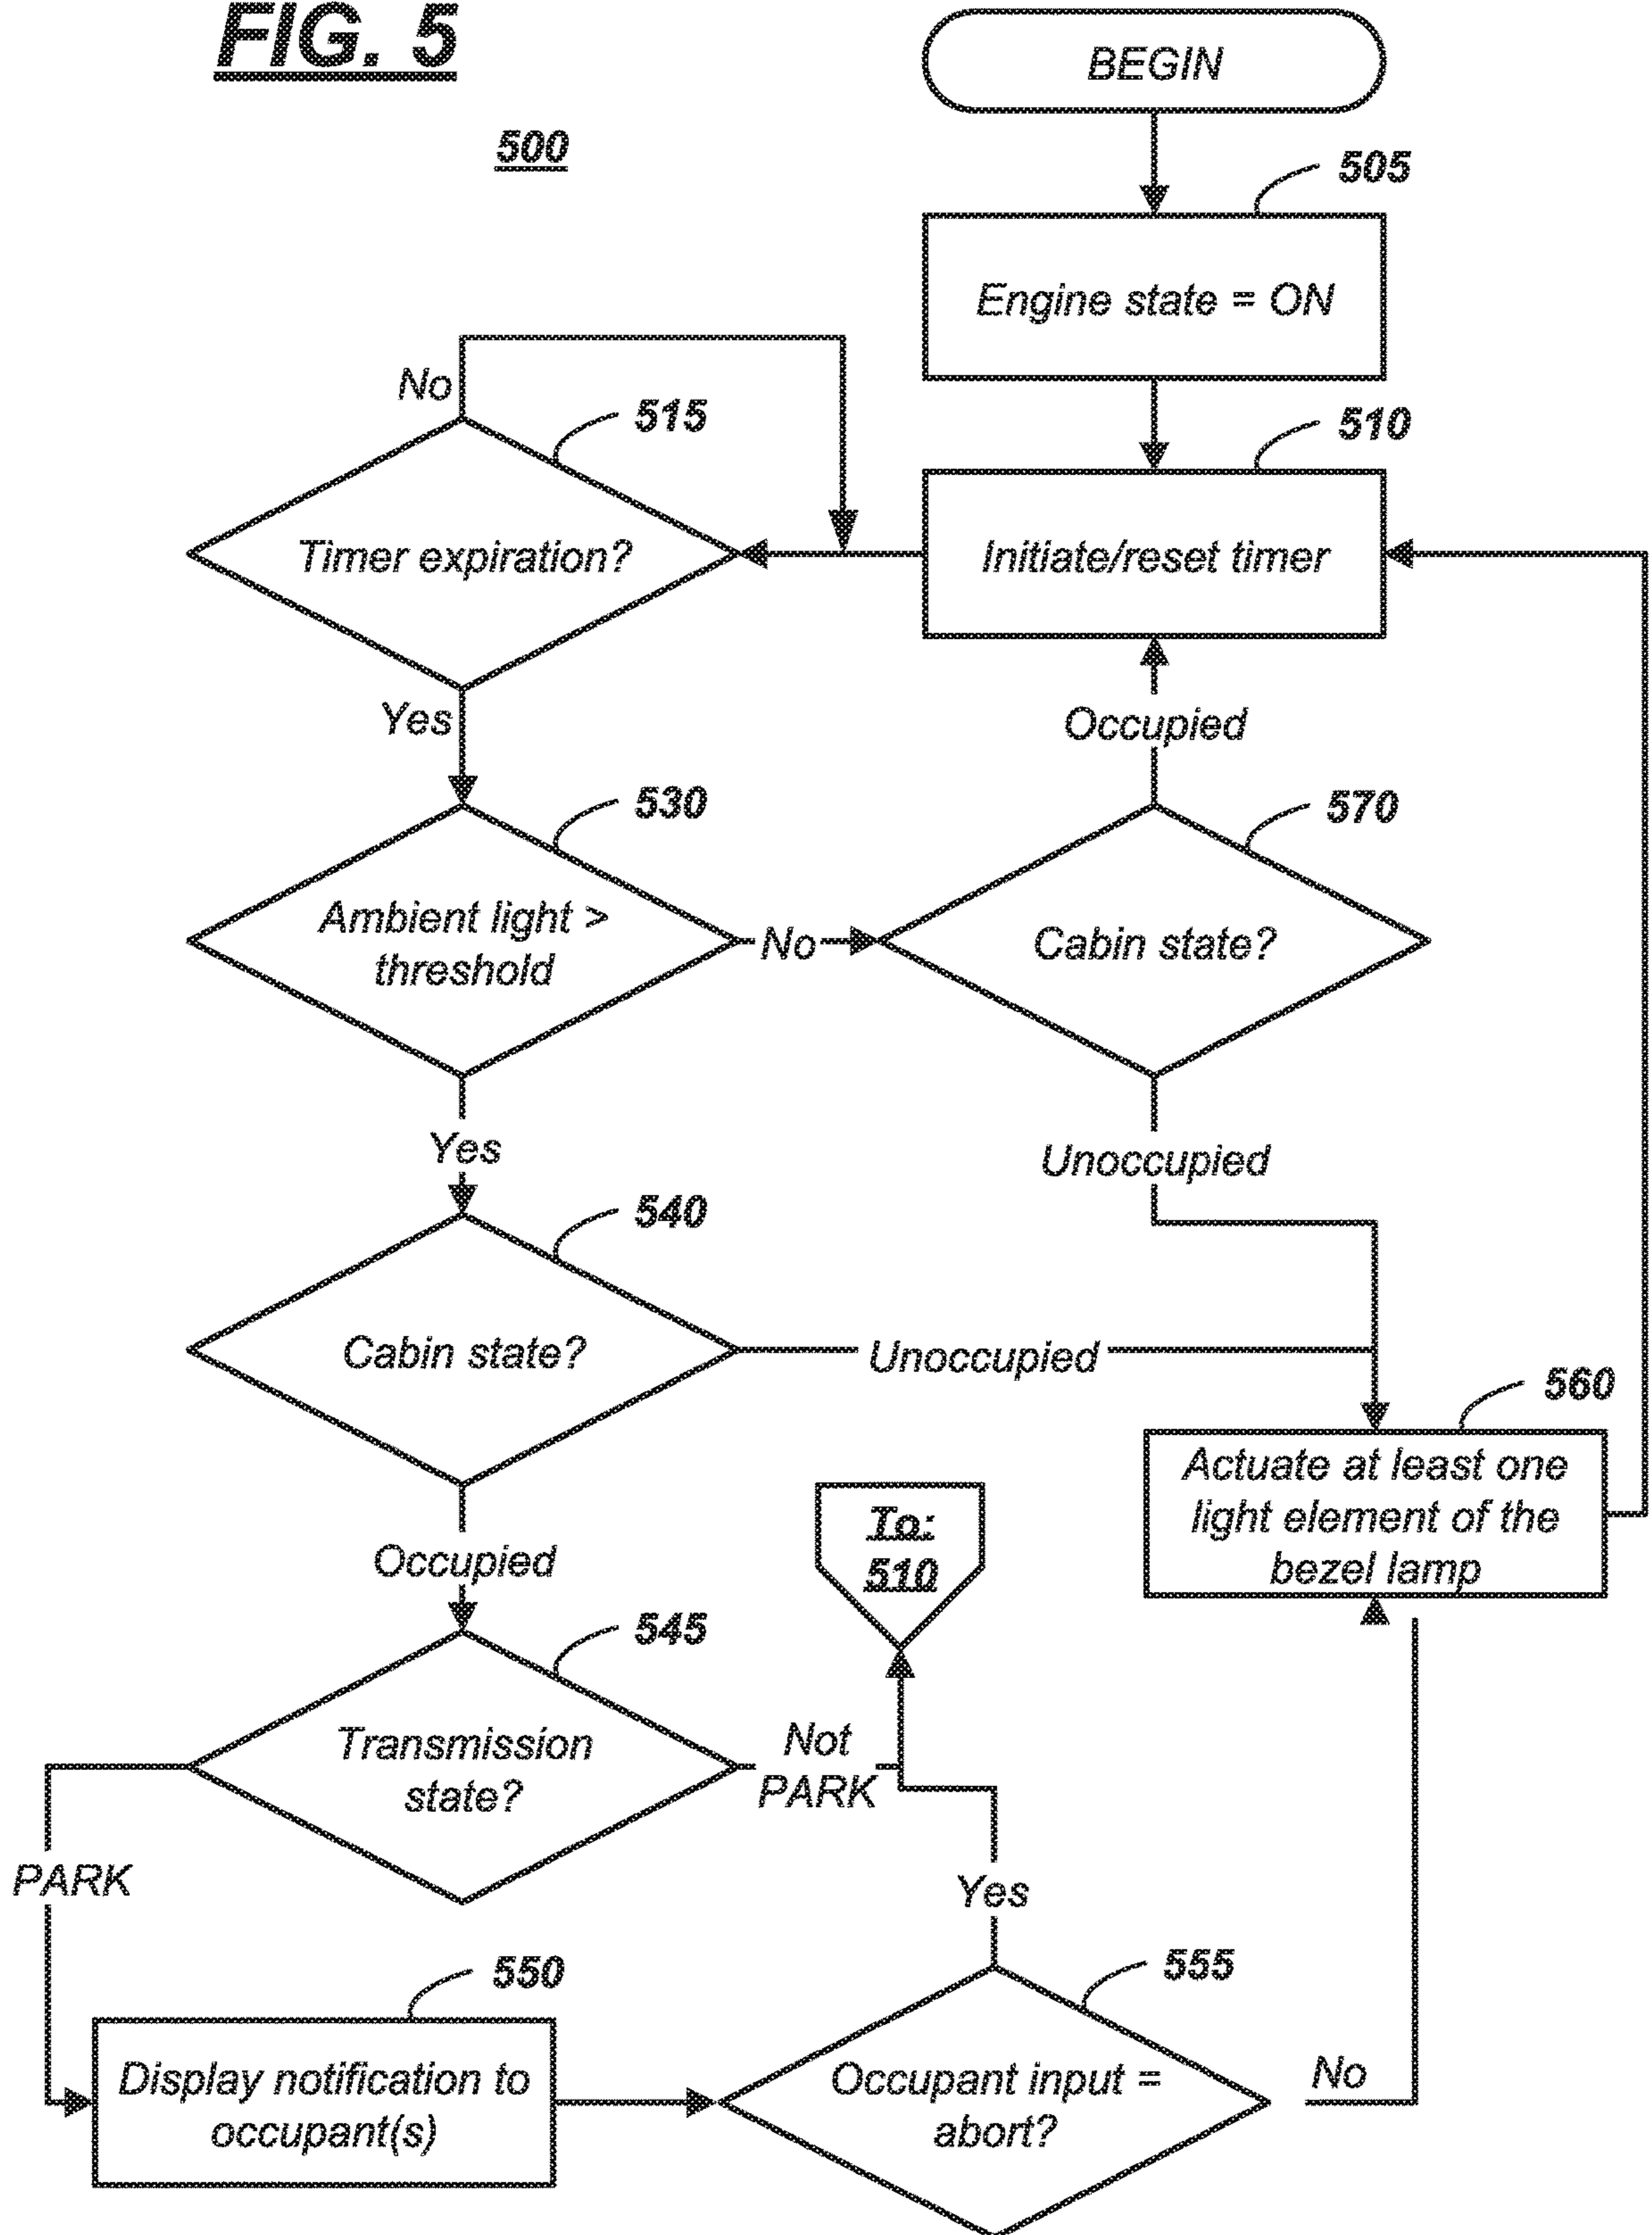 FIG. 5
BEGIN
500
505
Engine state = ON
No
515
510
Timer expiration?
Initiate/reset timer
Yes
Occupied
530
570
Ambient light >
threshold
No
Cabin state?
Yes
Unoccupied
540
Cabin state?
Unoccupied
560
Actuate at least one
light element of the
bezel lamp
To:
510
Occupied
545
Transmission
state?
Not
PARK
PARK
Yes
550
555
Display notification to
occupant(s)
Occupant input =
abort?
No